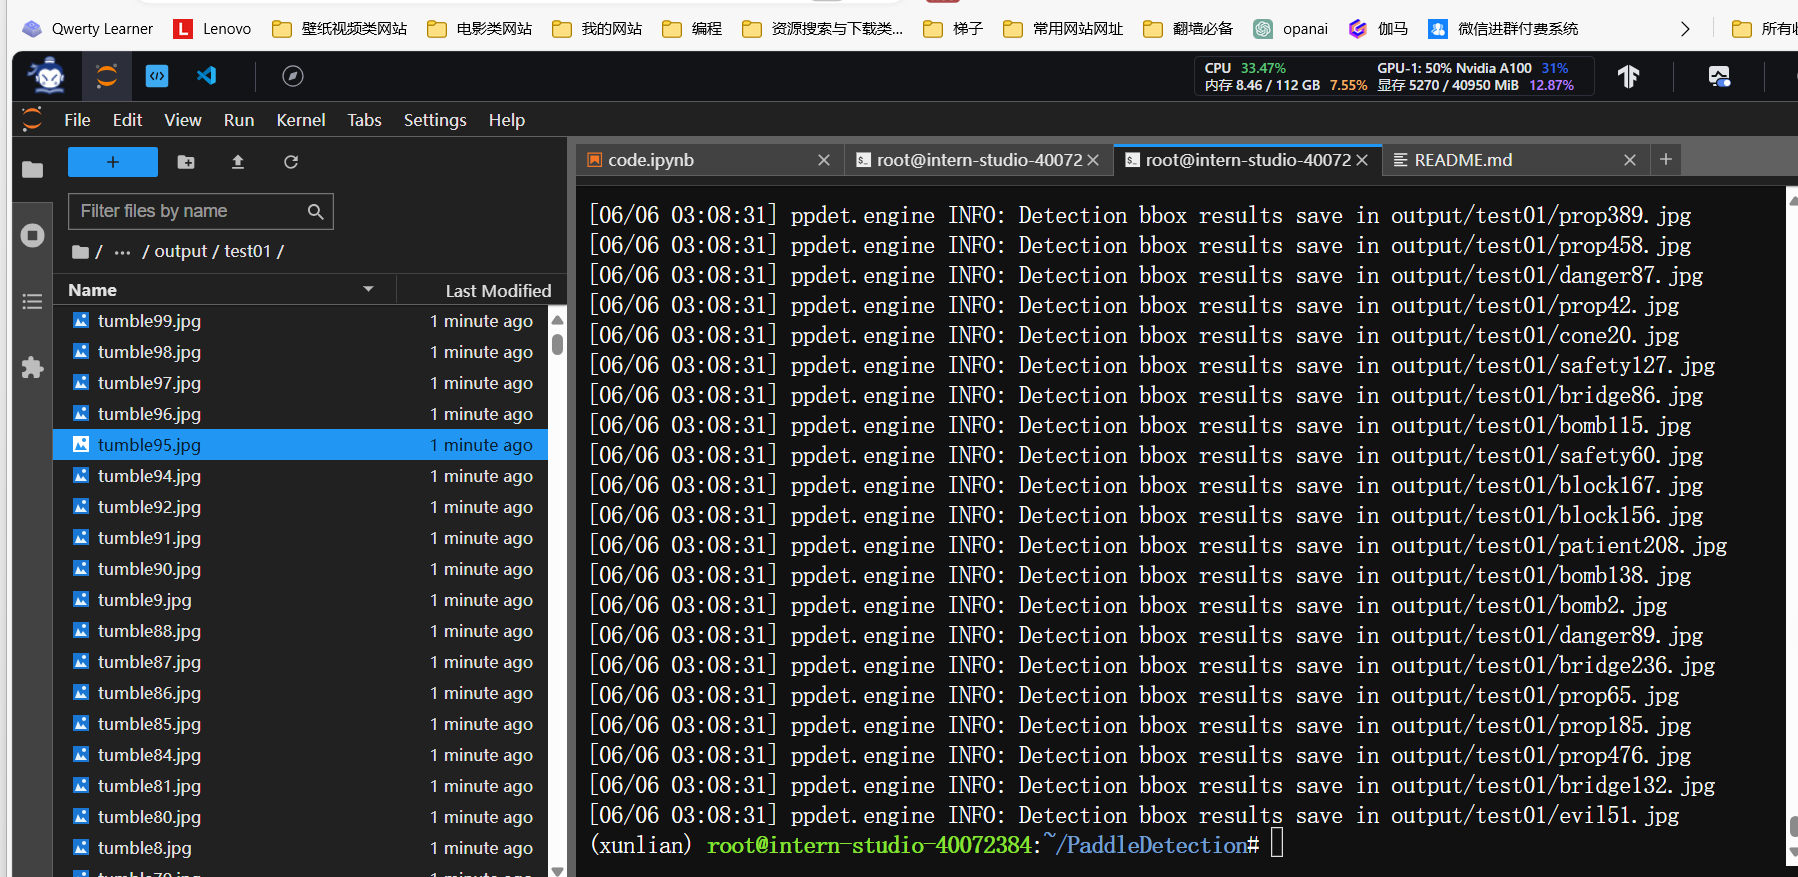 Qwerty Learner Lenovo 壁纸视频类网站 电影类网站 我的网站 编程 资源搜索与下载类... 梯子 常用网站网址 翻墙必备 opanai 伽马 微信进群付费系统
CPU 33.47% GPU-1: 50% Nvidia A100 31%
内存 8.46 / 112 GB 7.55% 显存 5270 / 40950 MiB 12.87%
File Edit View Run Kernel Tabs Settings Help
code.ipynb root@intern-studio-40072 root@intern-studio-40072 README.md
Filter files by name
/ ··· / output / test01 /
Name Last Modified
tumble99.jpg 1 minute ago
tumble98.jpg 1 minute ago
tumble97.jpg 1 minute ago
tumble96.jpg 1 minute ago
tumble95.jpg 1 minute ago
tumble94.jpg 1 minute ago
tumble92.jpg 1 minute ago
tumble91.jpg 1 minute ago
tumble90.jpg 1 minute ago
tumble9.jpg 1 minute ago
tumble88.jpg 1 minute ago
tumble87.jpg 1 minute ago
tumble86.jpg 1 minute ago
tumble85.jpg 1 minute ago
tumble84.jpg 1 minute ago
tumble81.jpg 1 minute ago
tumble80.jpg 1 minute ago
tumble8.jpg 1 minute ago
[06/06 03:08:31] ppdet.engine INFO: Detection bbox results save in output/test01/prop389.jpg
[06/06 03:08:31] ppdet.engine INFO: Detection bbox results save in output/test01/prop458.jpg
[06/06 03:08:31] ppdet.engine INFO: Detection bbox results save in output/test01/danger87.jpg
[06/06 03:08:31] ppdet.engine INFO: Detection bbox results save in output/test01/prop42.jpg
[06/06 03:08:31] ppdet.engine INFO: Detection bbox results save in output/test01/cone20.jpg
[06/06 03:08:31] ppdet.engine INFO: Detection bbox results save in output/test01/safety127.jpg
[06/06 03:08:31] ppdet.engine INFO: Detection bbox results save in output/test01/bridge86.jpg
[06/06 03:08:31] ppdet.engine INFO: Detection bbox results save in output/test01/bomb115.jpg
[06/06 03:08:31] ppdet.engine INFO: Detection bbox results save in output/test01/safety60.jpg
[06/06 03:08:31] ppdet.engine INFO: Detection bbox results save in output/test01/block167.jpg
[06/06 03:08:31] ppdet.engine INFO: Detection bbox results save in output/test01/block156.jpg
[06/06 03:08:31] ppdet.engine INFO: Detection bbox results save in output/test01/patient208.jpg
[06/06 03:08:31] ppdet.engine INFO: Detection bbox results save in output/test01/bomb138.jpg
[06/06 03:08:31] ppdet.engine INFO: Detection bbox results save in output/test01/bomb2.jpg
[06/06 03:08:31] ppdet.engine INFO: Detection bbox results save in output/test01/danger89.jpg
[06/06 03:08:31] ppdet.engine INFO: Detection bbox results save in output/test01/bridge236.jpg
[06/06 03:08:31] ppdet.engine INFO: Detection bbox results save in output/test01/prop65.jpg
[06/06 03:08:31] ppdet.engine INFO: Detection bbox results save in output/test01/prop185.jpg
[06/06 03:08:31] ppdet.engine INFO: Detection bbox results save in output/test01/prop476.jpg
[06/06 03:08:31] ppdet.engine INFO: Detection bbox results save in output/test01/bridge132.jpg
[06/06 03:08:31] ppdet.engine INFO: Detection bbox results save in output/test01/evil51.jpg
(xunlian) root@intern-studio-40072384:~/PaddleDetection#